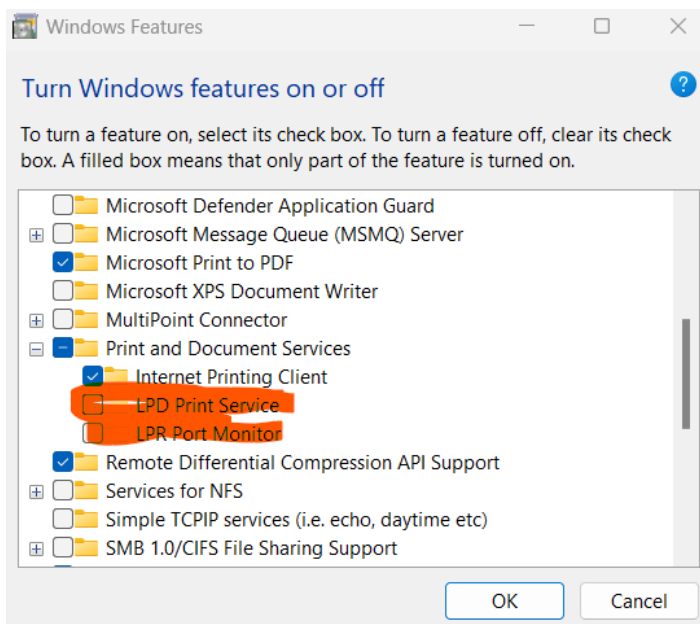 Windows Features
Turn Windows features on or off
?
To turn a feature on, select its check box. To turn a feature off, clear its check
box. A filled box means that only part of the feature is turned on.
Microsoft Defender Application Guard
Microsoft Message Queue (MSMQ) Server
Microsoft Print to PDF
Microsoft XPS Document Writer
MultiPoint Connector
Print and Document Services
Internet Printing Client
LPD Print Service
LPR Port Monitor
Remote Differential Compression API Support
Services for NFS
Simple TCPIP services (i.e. echo, daytime etc)
SMB 1.0/CIFS File Sharing Support
OK Cancel